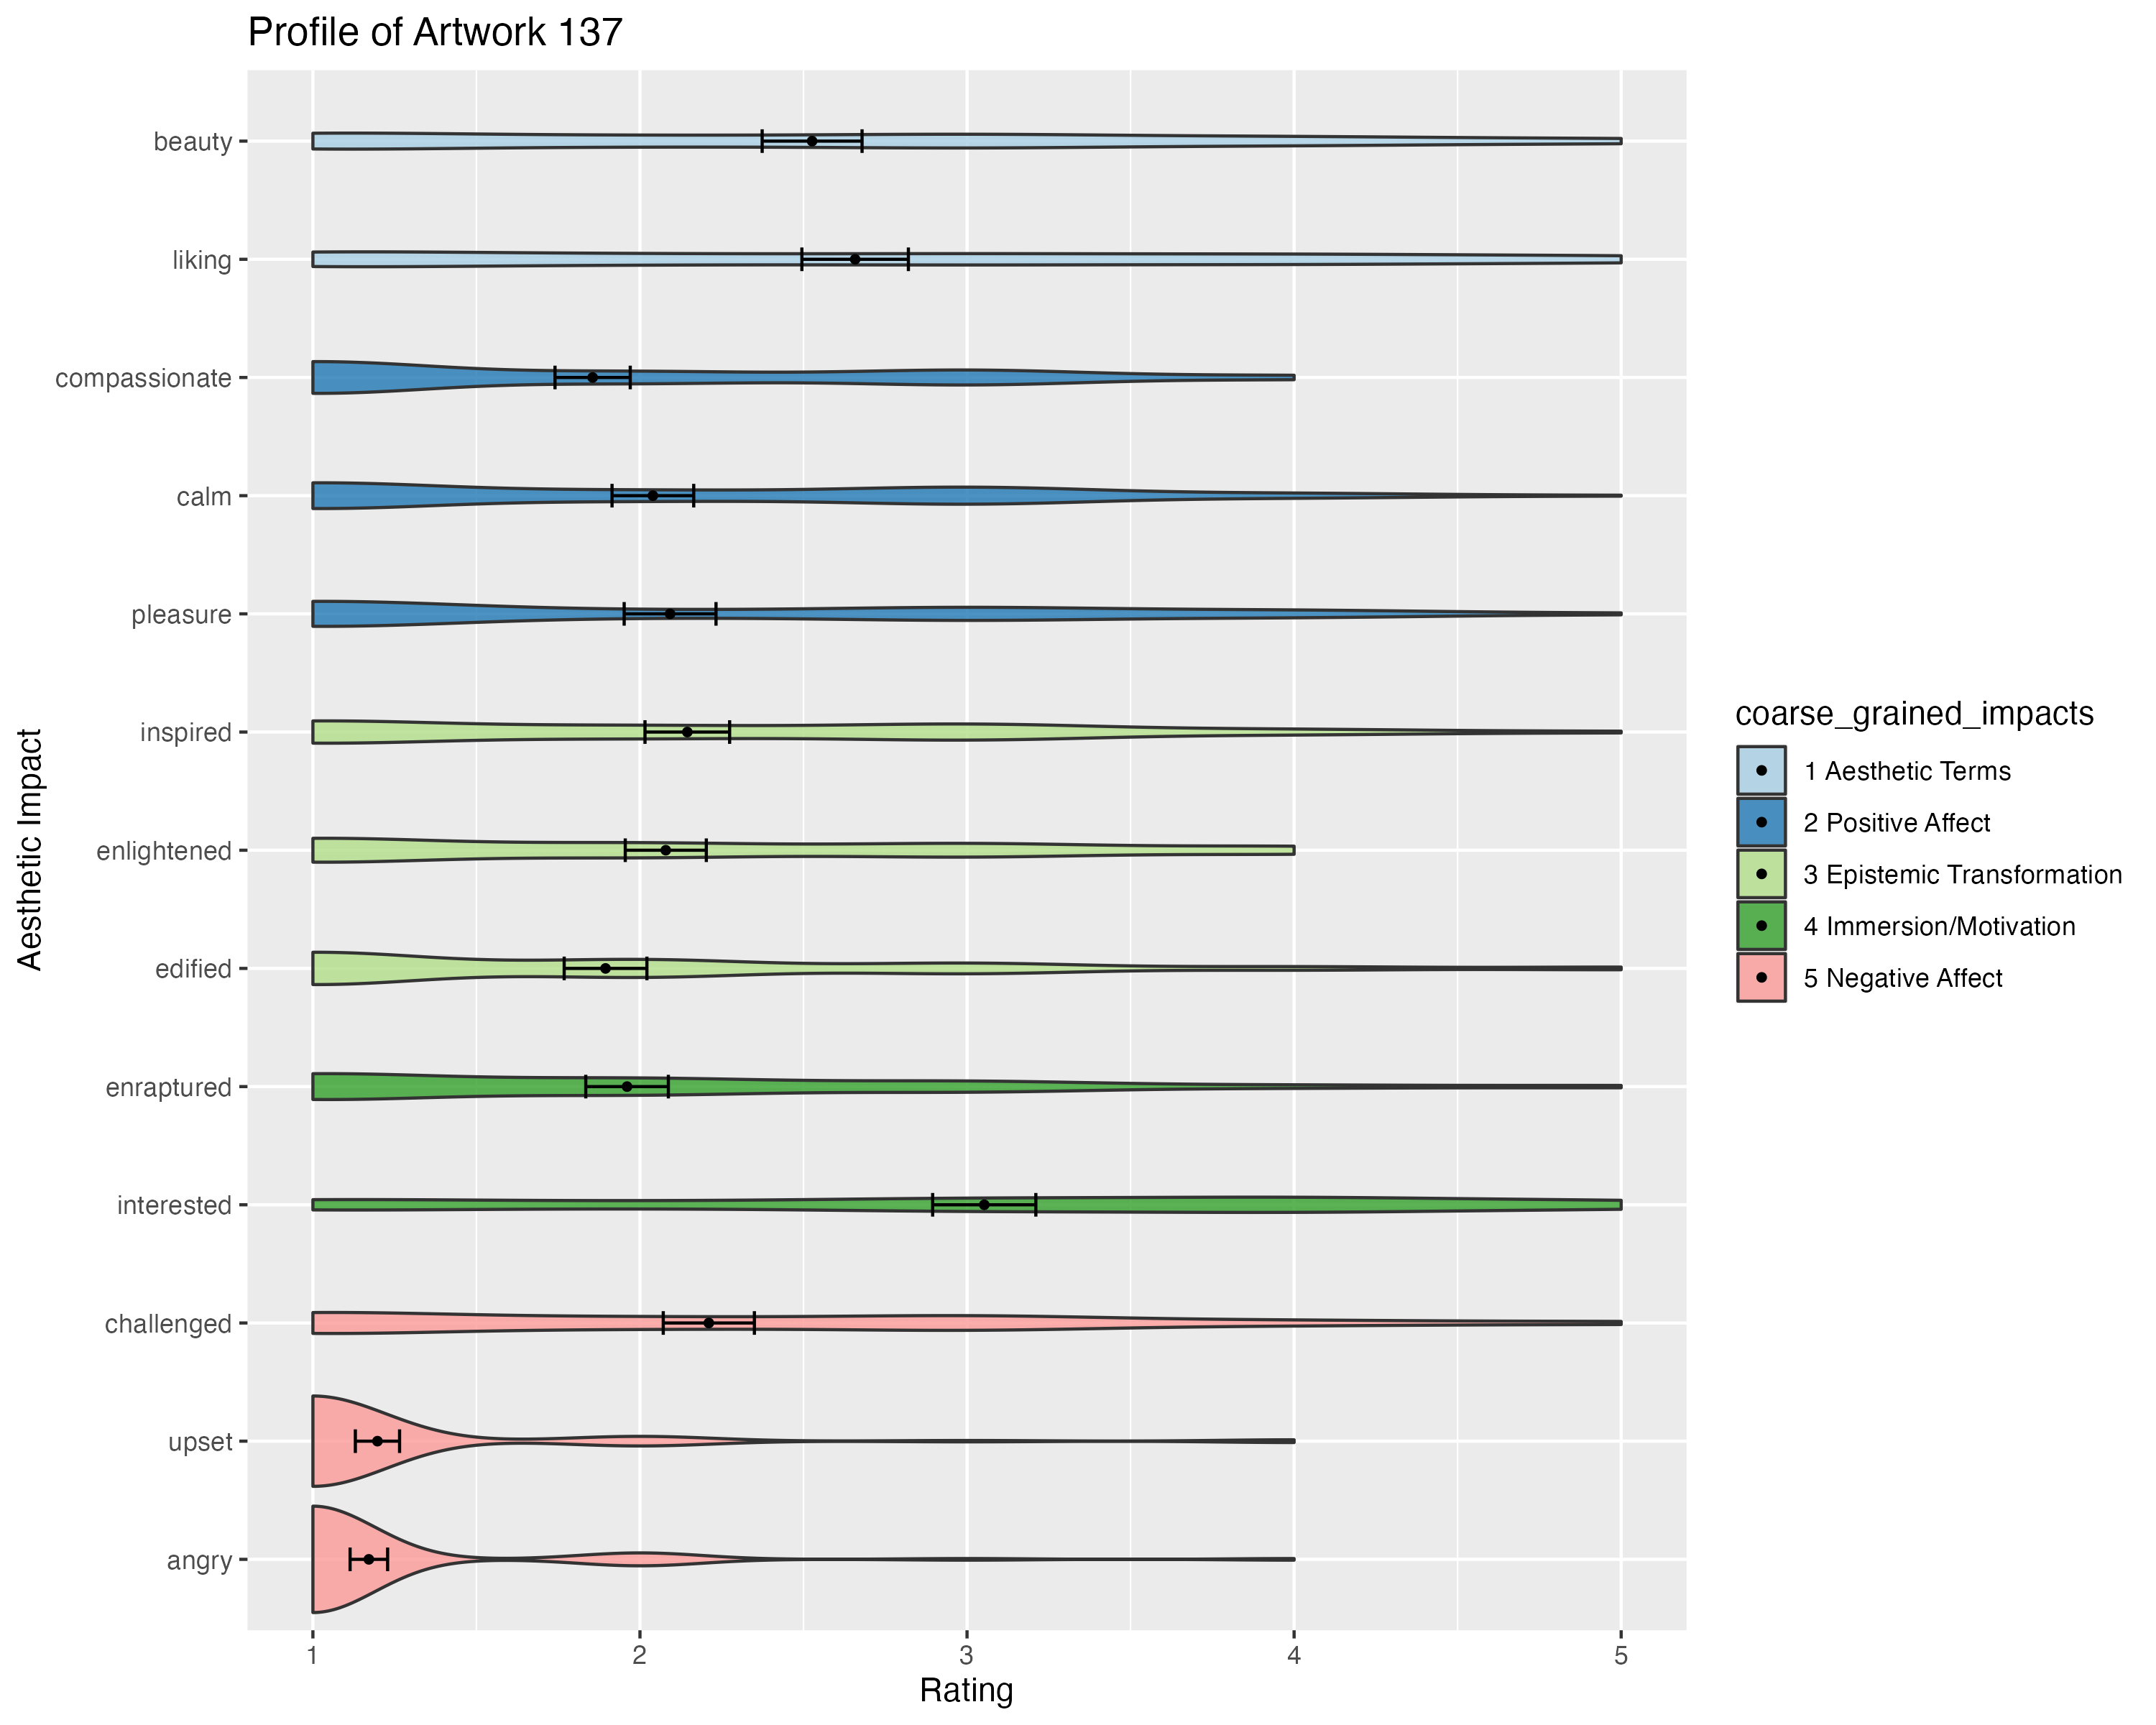 Profile of Artwork 137
Aesthetic Impact
beauty
liking
compassionate
calm
pleasure
inspired
enlightened
edified
enraptured
interested
challenged
upset
angry
1 2 3 4 5
Rating
coarse_grained_impacts
1 Aesthetic Terms
2 Positive Affect
3 Epistemic Transformation
4 Immersion/Motivation
5 Negative Affect